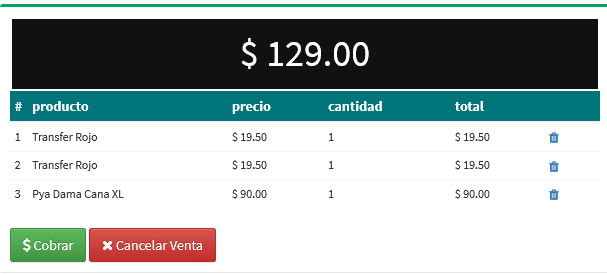 $ 129.00
# producto precio cantidad total
1 Transfer Rojo $ 19.50 1 $ 19.50
2 Transfer Rojo $ 19.50 1 $ 19.50
3 Pya Dama Cana XL $ 90.00 1 $ 90.00
$ Cobrar ✖ Cancelar Venta